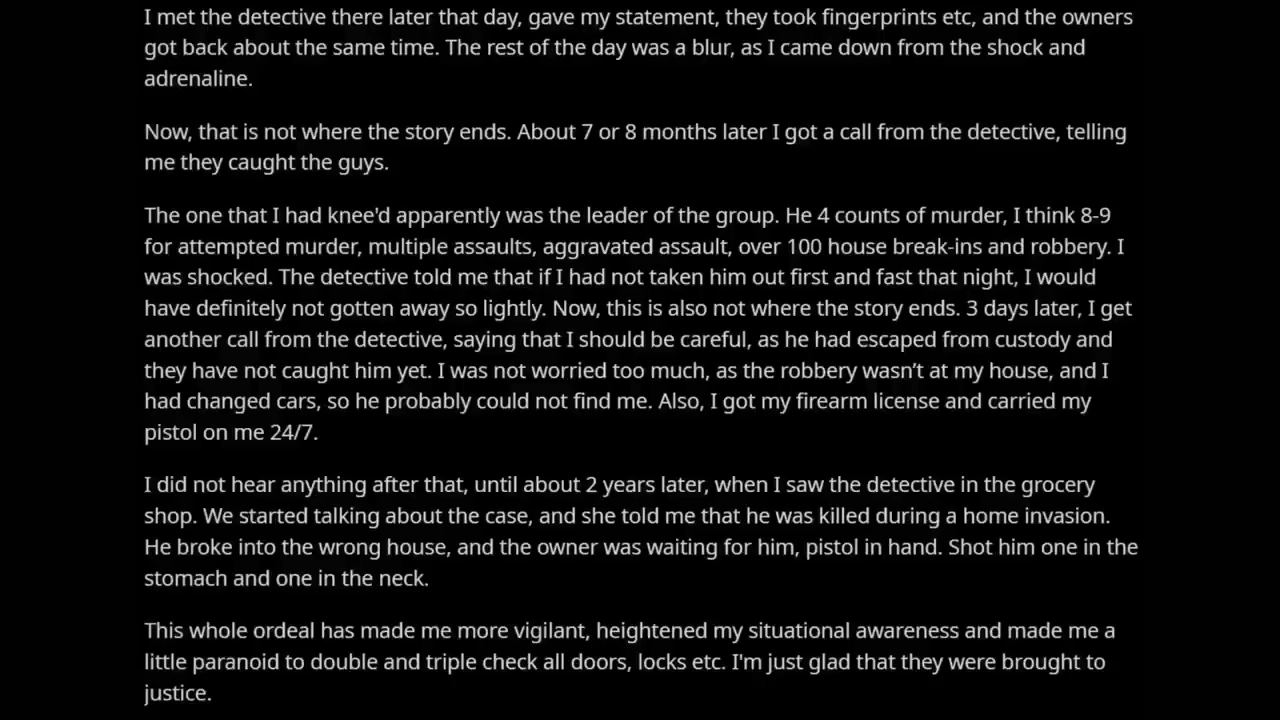 I met the detective there later that day, gave my statement, they took fingerprints etc, and the owners
got back about the same time. The rest of the day was a blur, as I came down from the shock and
adrenaline.
Now, that is not where the story ends. About 7 or 8 months later I got a call from the detective, telling
me they caught the guys.
The one that I had knee'd apparently was the leader of the group. He 4 counts of murder, I think 8-9
for attempted murder, multiple assaults, aggravated assault, over 100 house break-ins and robbery. I
was shocked. The detective told me that if I had not taken him out first and fast that night, I would
have definitely not gotten away so lightly. Now, this is also not where the story ends. 3 days later, I get
another call from the detective, saying that I should be careful, as he had escaped from custody and
they have not caught him yet. I was not worried too much, as the robbery wasn’t at my house, and I
had changed cars, so he probably could not find me. Also, I got my firearm license and carried my
pistol on me 24/7.
I did not hear anything after that, until about 2 years later, when I saw the detective in the grocery
shop. We started talking about the case, and she told me that he was killed during a home invasion.
He broke into the wrong house, and the owner was waiting for him, pistol in hand. Shot him one in the
stomach and one in the neck.
This whole ordeal has made me more vigilant, heightened my situational awareness and made me a
little paranoid to double and triple check all doors, locks etc. I'm just glad that they were brought to
justice.